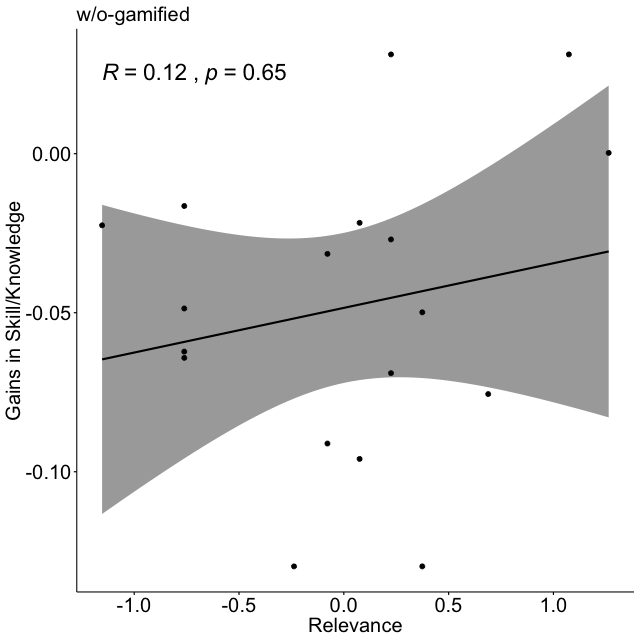 w/o-gamified
R = 0.12 , p = 0.65
Gains in Skill/Knowledge
0.00
-0.05
-0.10
-1.0 -0.5 0.0 0.5 1.0
Relevance